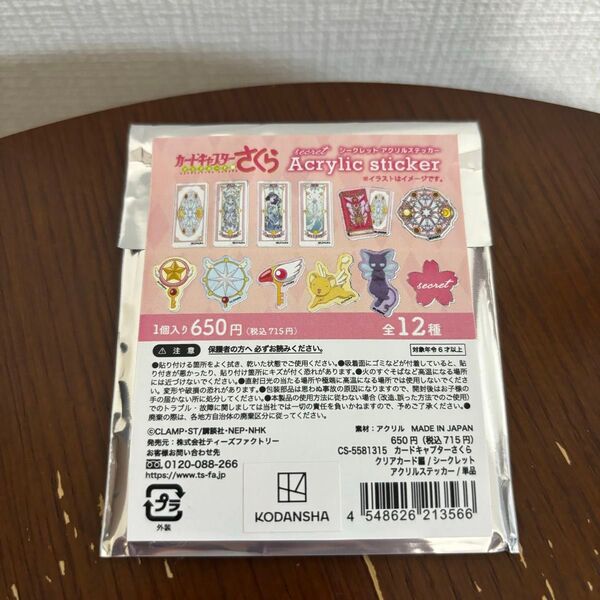 カードキャプターさくら
secret
シークレット アクリルステッカー
Acrylic sticker
※イラストはイメージです。
secret
1個入り650円(税込715円)
全12種
⚠注意
保護者の方へ 必ずお読みください。
対象年令6才以上
●貼り付ける箇所をよく拭き、乾いた状態でご使用ください。●吸着面にゴミなどが付着していると、貼
り付きが悪かったり、貼り付け箇所にキズが付く恐れがあります。●火のすぐそばなど高温になる場所
には近づけないでください。●直射日光の当たる場所や極端に高温になる場所では使用しないでください。
変形や破損の恐れがあります。●包装部品は思わぬ事故の原因になりますので、開封後はお子様の
手の届かない所に処分してください。●本製品の使用方法に従わない場合(改造、誤った方法でのご使用)
でのトラブル・故障に関しましては当社では一切の責任を負いかねますので、予めご了承ください。
●廃棄の際は、各地方自治体の廃棄区分に従ってください。
©CLAMP・ST/講談社・NEP・NHK
素材:アクリル MADE IN JAPAN
発売元:株式会社ティーズファクトリー
お客様お問い合わせ
0120-088-266
https://www.ts-fa.jp/
650円(税込715円)
CS-5581315 カードキャプターさくら
クリアカード編/シークレット
アクリルステッカー/単品
プラ
外装
KODANSHA
4 548626 213566